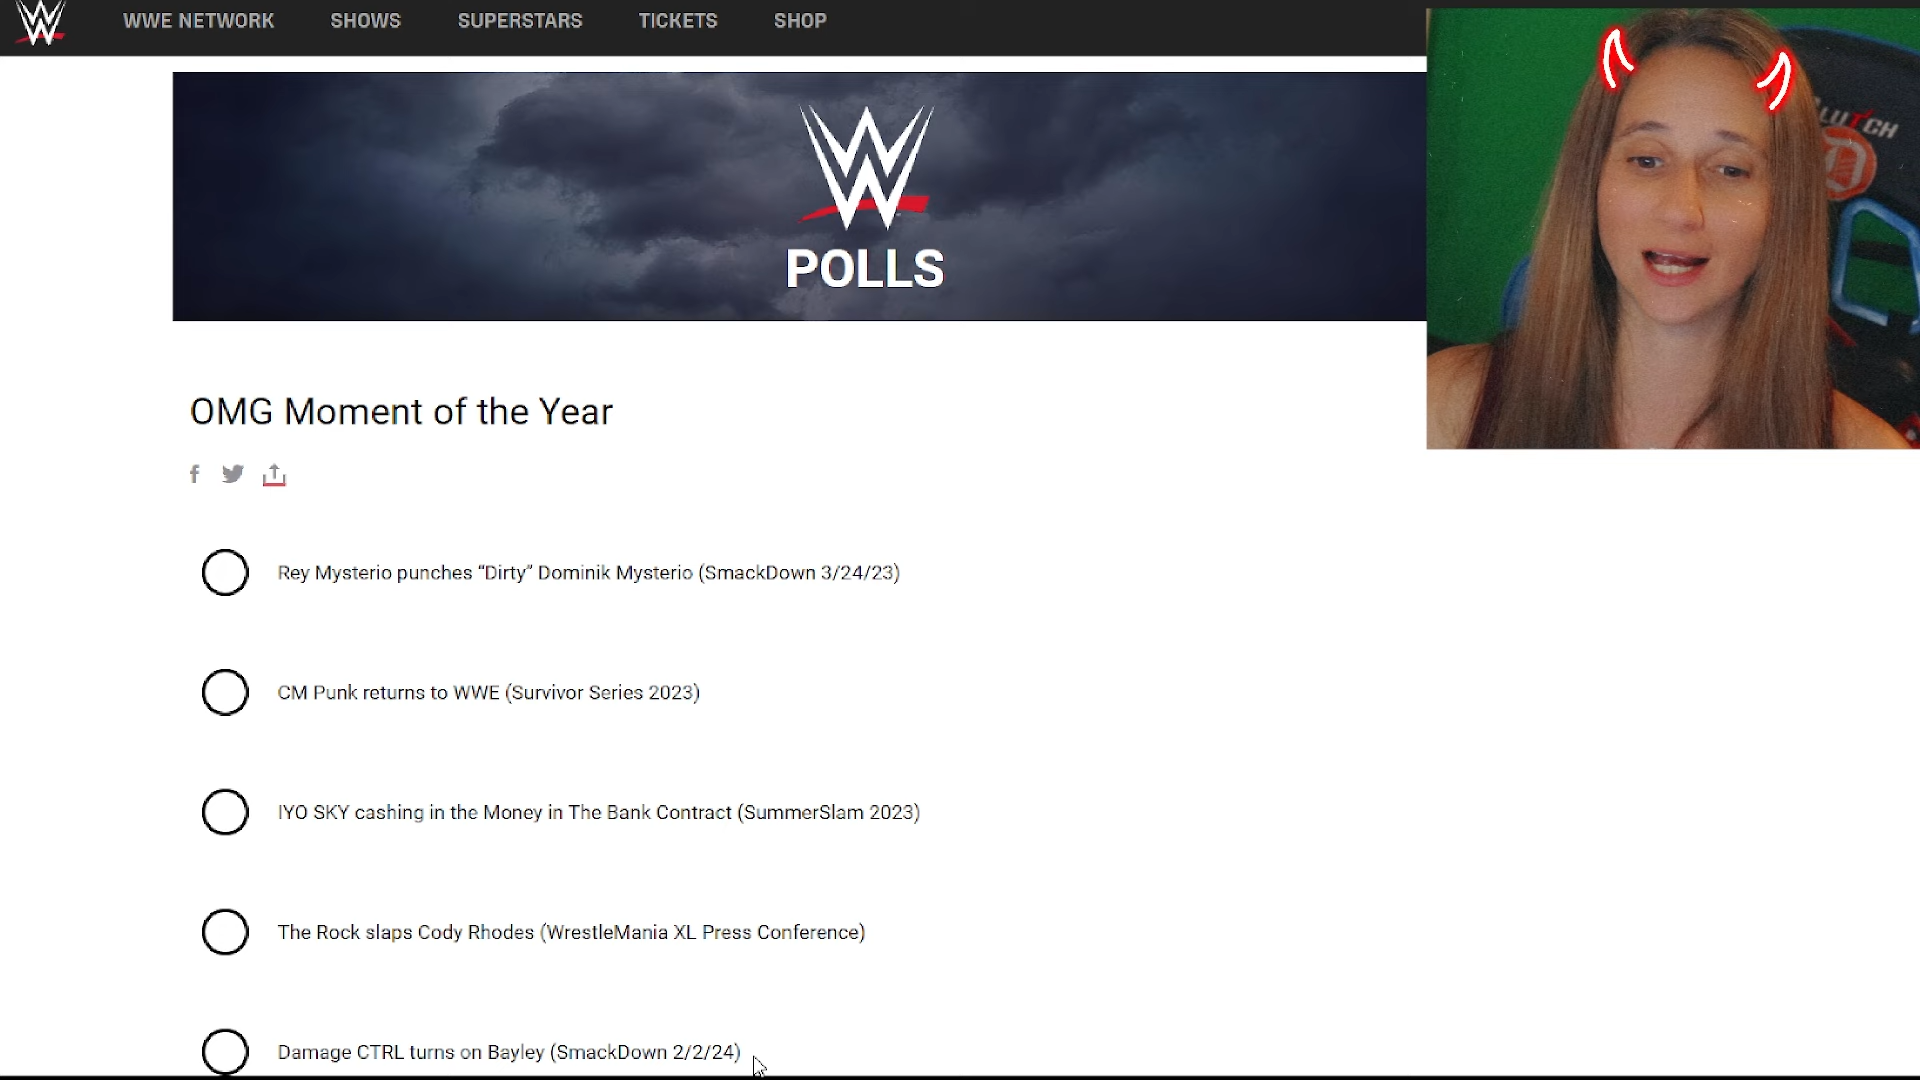 WWE NETWORK SHOWS SUPERSTARS TICKETS SHOP
POLLS
OMG Moment of the Year
Rey Mysterio punches “Dirty” Dominik Mysterio (SmackDown 3/24/23)
CM Punk returns to WWE (Survivor Series 2023)
IYO SKY cashing in the Money in The Bank Contract (SummerSlam 2023)
The Rock slaps Cody Rhodes (WrestleMania XL Press Conference)
Damage CTRL turns on Bayley (SmackDown 2/2/24)